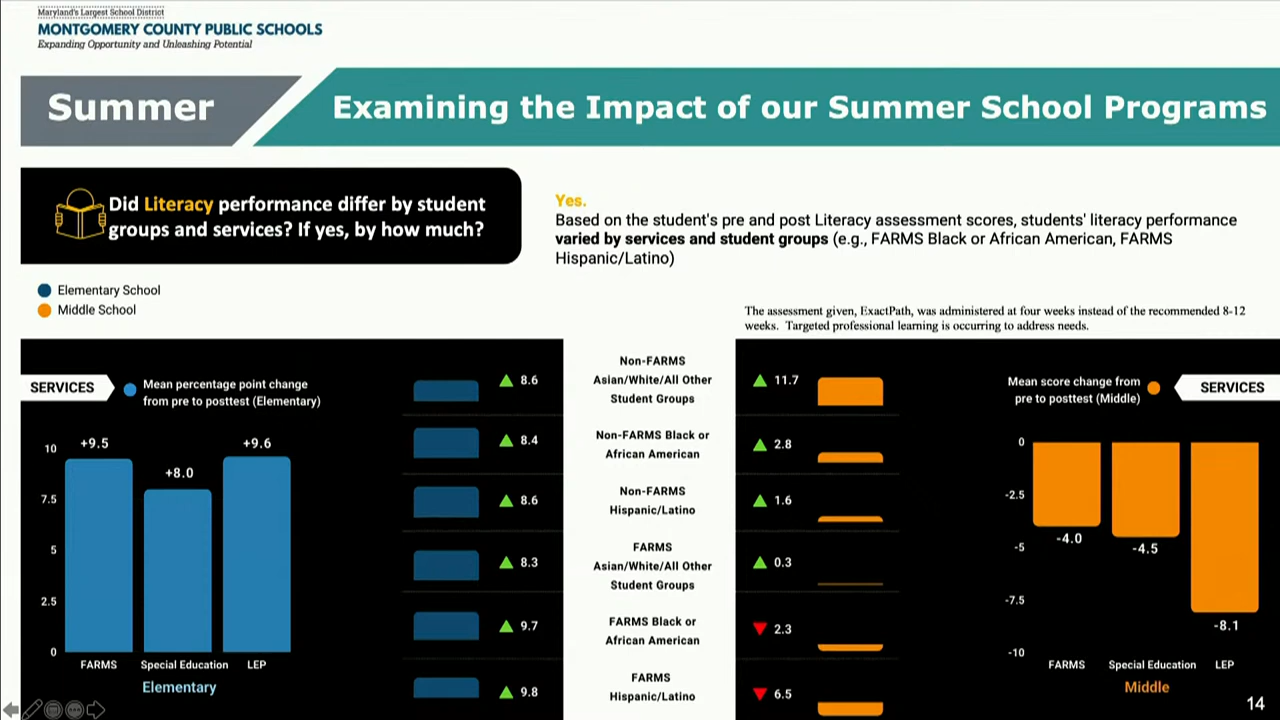 Maryland's Largest School District
MONTGOMERY COUNTY PUBLIC SCHOOLS
Expanding Opportunity and Unleashing Potential
Summer
Examining the Impact of our Summer School Programs
Did Literacy performance differ by student
groups and services? If yes, by how much?
Yes.
Based on the student's pre and post Literacy assessment scores, students' literacy performance
varied by services and student groups (e.g., FARMS Black or African American, FARMS
Hispanic/Latino)
Elementary School
Middle School
The assessment given, ExactPath, was administered at four weeks instead of the recommended 8-12
weeks. Targeted professional learning is occurring to address needs.
SERVICES
Mean percentage point change
from pre to posttest (Elementary)
10
7.5
5
2.5
0
+9.5
+8.0
+9.6
FARMS
Special Education
LEP
Elementary
8.6
Non-FARMS
Asian/White/All Other
Student Groups
11.7
8.4
Non-FARMS Black or
African American
2.8
8.6
Non-FARMS
Hispanic/Latino
1.6
8.3
FARMS
Asian/White/All Other
Student Groups
0.3
9.7
FARMS Black or
African American
2.3
9.8
FARMS
Hispanic/Latino
6.5
Mean score change from
pre to posttest (Middle)
SERVICES
0
-2.5
-5
-7.5
-10
-4.0
-4.5
-8.1
FARMS
Special Education
LEP
Middle
14